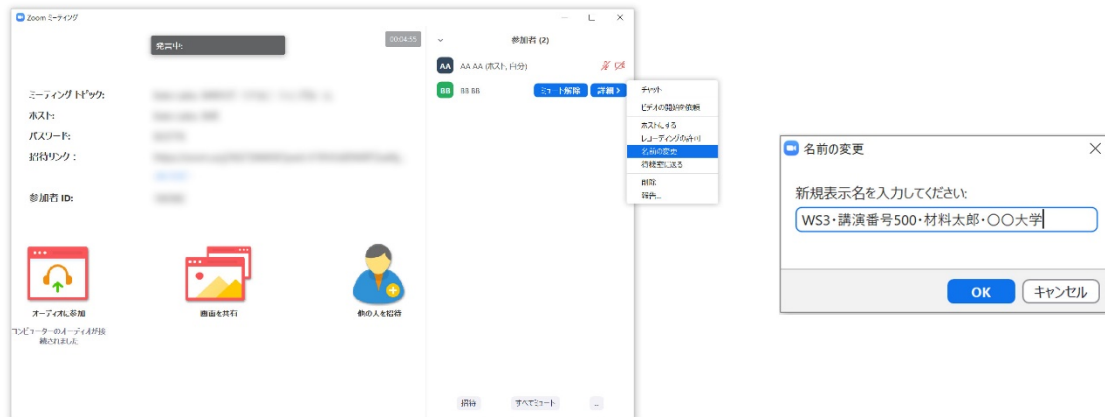 Zoom ミーティング
発言中:
00:04:55
参加者 (2)
AA AA AA (ホスト, 自分)
BB BB BB ミュート解除 詳細 >
チャット
ビデオの開始を依頼
ホストにする
レコーディングの許可
名前の変更
待機室に送る
削除
報告...
ミーティングトピック:
ホスト:
パスワード:
招待リンク:
参加者 ID:
オーディオに参加
コンピューターのオーディオが接
続されました
画面を共有
他の人を招待
招待 すべてミュート ...
名前の変更
新規表示名を入力してください:
WS3・講演番号500・材料太郎・〇〇大学
OK キャンセル